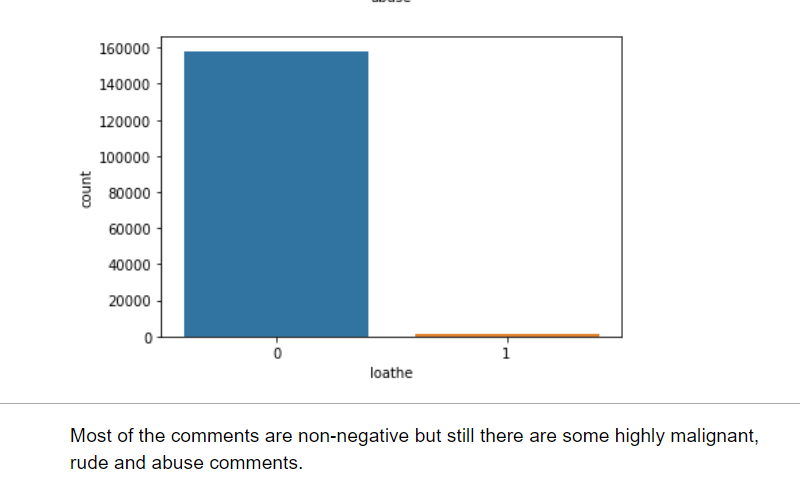 abuse
160000
140000
120000
100000
80000
60000
40000
20000
0
count
0 1
loathe
Most of the comments are non-negative but still there are some highly malignant,
rude and abuse comments.